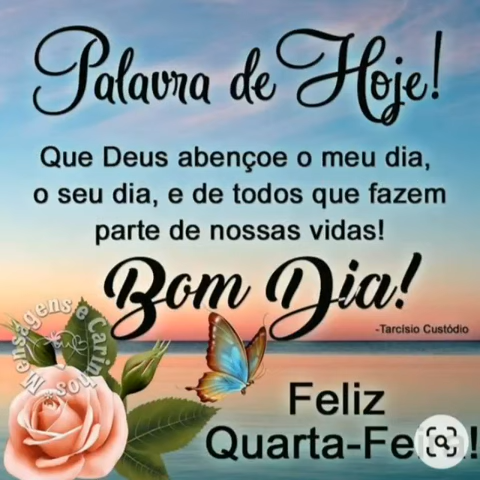 Palavra de Hoje!
Que Deus abençoe o meu dia,
o seu dia, e de todos que fazem
parte de nossas vidas!
Bom Dia!
-Tarcísio Custódio
Mensagens e Carinhos
Feliz